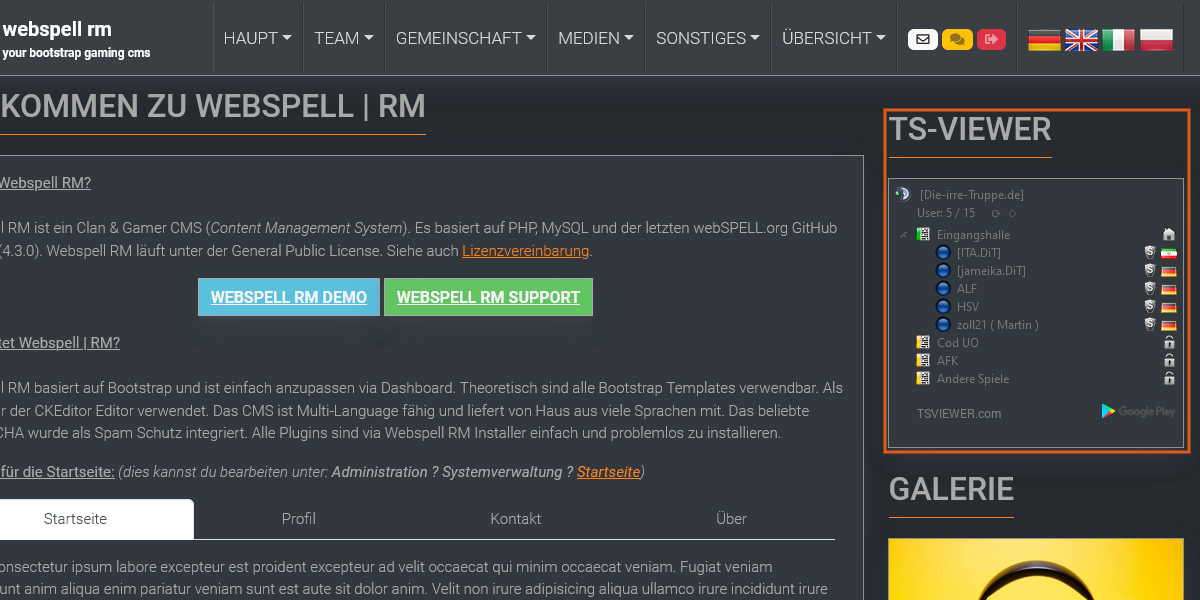 webspell rm
your bootstrap gaming cms
HAUPT
TEAM
GEMEINSCHAFT
MEDIEN
SONSTIGES
ÜBERSICHT
KOMMEN ZU WEBSPELL | RM
Webspell RM?
l RM ist ein Clan & Gamer CMS (Content Management System). Es basiert auf PHP, MySQL und der letzten webSPELL.org GitHub
(4.3.0). Webspell RM läuft unter der General Public License. Siehe auch Lizenzvereinbarung.
WEBSPELL RM DEMO
WEBSPELL RM SUPPORT
tet Webspell | RM?
l RM basiert auf Bootstrap und ist einfach anzupassen via Dashboard. Theoretisch sind alle Bootstrap Templates verwendbar. Als
r der CKEditor Editor verwendet. Das CMS ist Multi-Language fähig und liefert von Haus aus viele Sprachen mit. Das beliebte
CHA wurde als Spam Schutz integriert. Alle Plugins sind via Webspell RM Installer einfach und problemlos zu installieren.
für die Startseite: (dies kannst du bearbeiten unter: Administration ? Systemverwaltung ? Startseite)
Startseite
Profil
Kontakt
Über
onsectetur ipsum labore excepteur est proident excepteur ad velit occaecat qui minim occaecat veniam. Fugiat veniam
unt anim aliqua enim pariatur veniam sunt est aute sit dolor anim. Velit non irure adipisicing aliqua ullamco irure incididunt irure
TS-VIEWER
[Die-irre-Truppe.de]
User: 5 / 15
Eingangshalle
[ITA.DiT]
[jameika.DiT]
ALF
HSV
zoll21 ( Martin )
Cod UO
AFK
Andere Spiele
TSVIEWER.com
Google Play
GALERIE